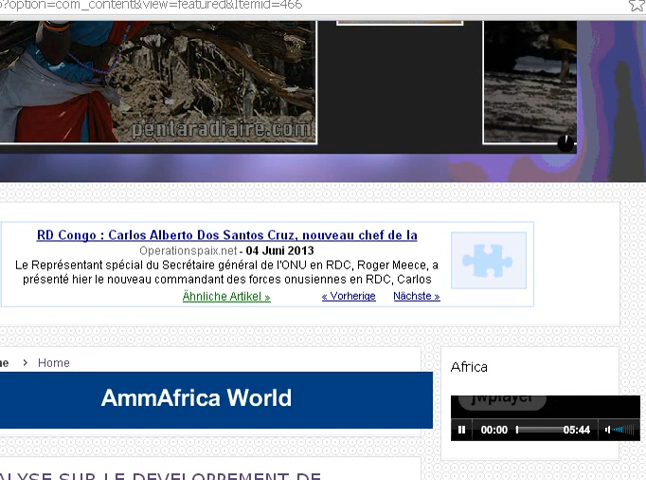 ?option=com_content&view=featured&Itemid=466
pentaradiaire.com
RD Congo : Carlos Alberto Dos Santos Cruz, nouveau chef de la
Operationspaix.net - 04 Juni 2013
Le Représentant spécial du Secrétaire général de l'ONU en RDC, Roger Meece, a
présenté hier le nouveau commandant des forces onusiennes en RDC, Carlos
Ähnliche Artikel » « Vorherige Nächste »
› Home
Africa
AmmAfrica World
jwplayer
00:00 05:44
SUR LE DEVELOPPEMENT DE